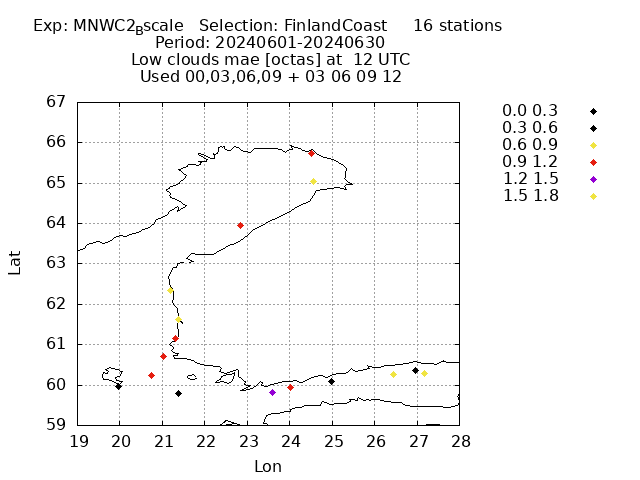 Exp: MNWC2Bscale   Selection: FinlandCoast     16 stations
Period: 20240601-20240630
Low clouds mae [octas] at  12 UTC
Used 00,03,06,09 + 03 06 09 12
67
66
65
64
63
62
61
60
59
Lat
19 20 21 22 23 24 25 26 27 28
Lon
0.0 0.3
0.3 0.6
0.6 0.9
0.9 1.2
1.2 1.5
1.5 1.8